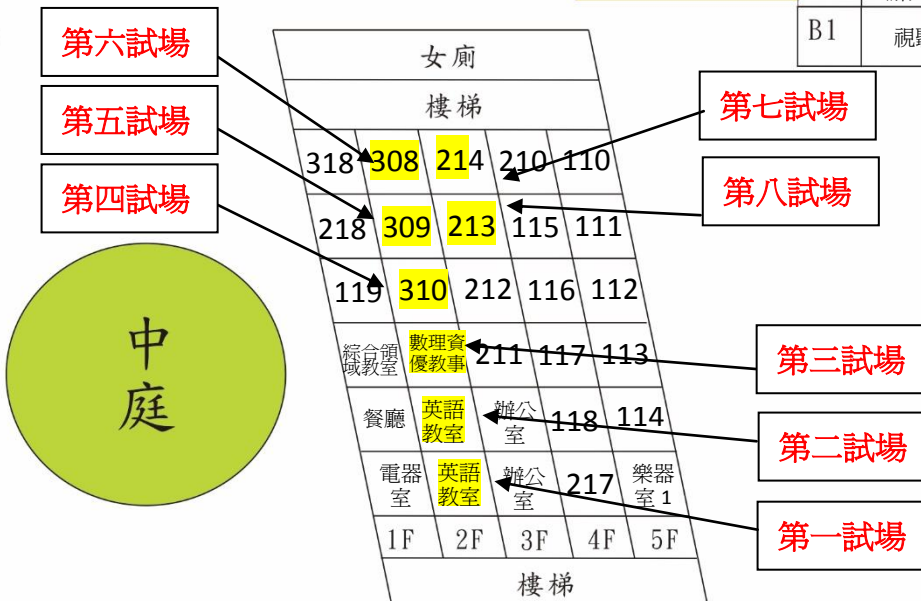 B1
第六試場
女廁
樓梯
第七試場
第五試場
318 308 214 210 110
第四試場
第八試場
218 309 213 115 111
119 310 212 116 112
中庭
綜合領
域教室
數理資
優教事
211 117 113
第三試場
餐廳
英語
教室
辦公
室
118 114
第二試場
電器
室
英語
教室
辦公
室
217
樂器
室1
第一試場
1F 2F 3F 4F 5F
樓梯